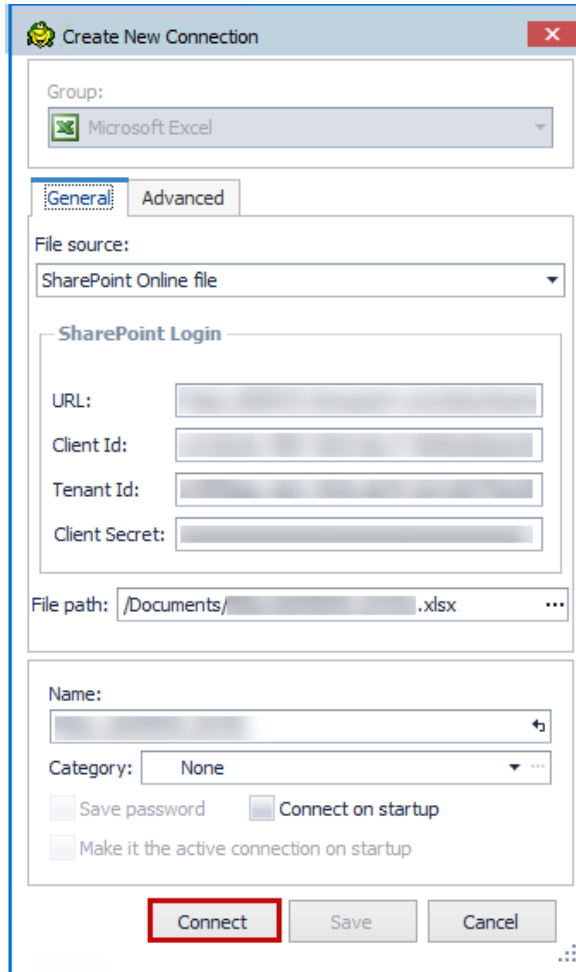 Create New Connection
Group:
Microsoft Excel
General Advanced
File source:
SharePoint Online file
SharePoint Login
URL:
Client Id:
Tenant Id:
Client Secret:
File path: /Documents/ .xlsx ...
Name:
Category: None ...
Save password Connect on startup
Make it the active connection on startup
Connect Save Cancel